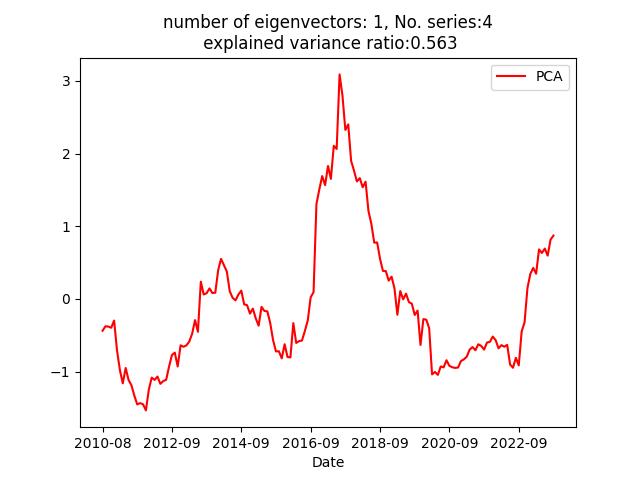 number of eigenvectors: 1, No. series:4
explained variance ratio:0.563
PCA
3
2
1
0
−1
2010-08 2012-09 2014-09 2016-09 2018-09 2020-09 2022-09
Date